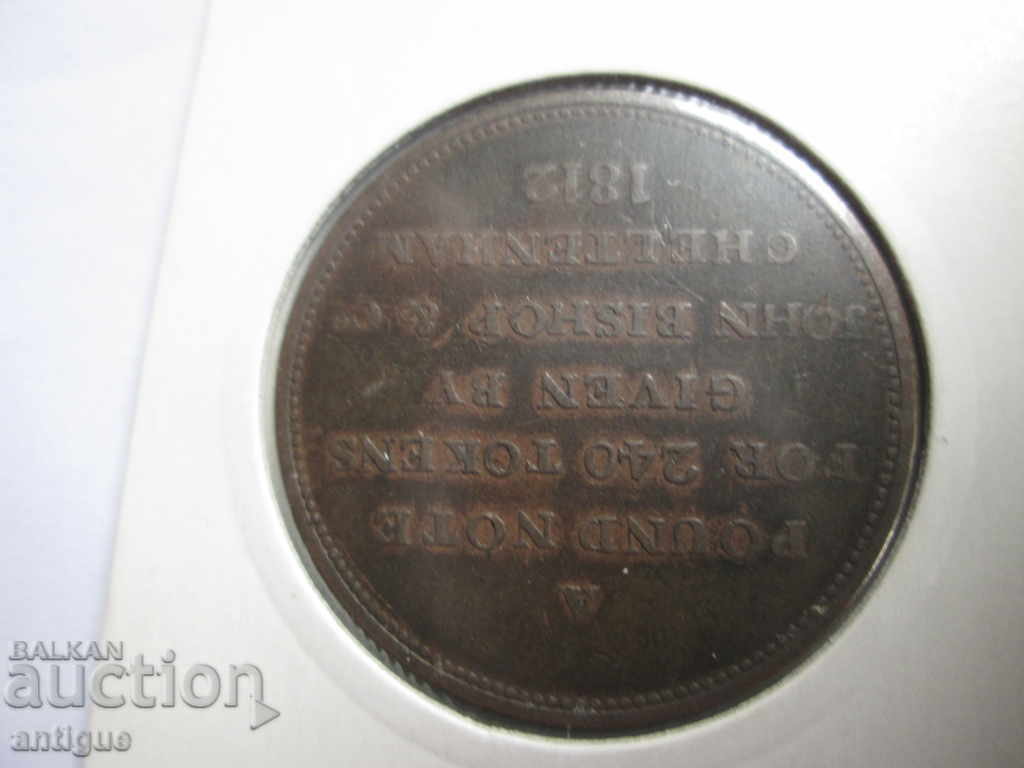 A
POUND NOTE
FOR 240 TOKENS
GIVEN BY
JOHN BISHOP & Co
CHELTENHAM
1812
BALKAN
auction
antique